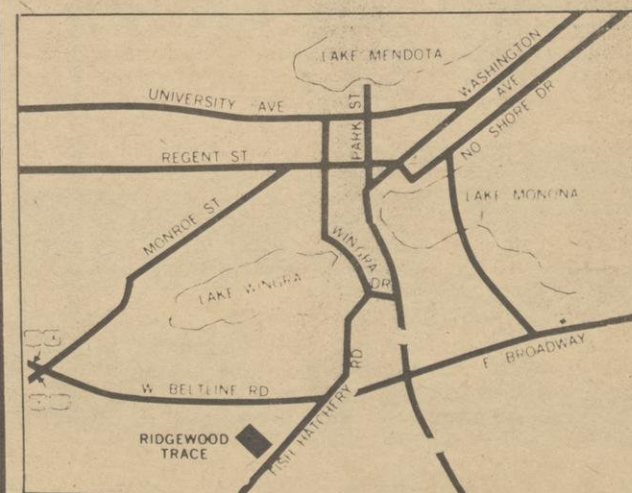 LAKE MENDOTA
WASHINGTON
AVE
UNIVERSITY AVE
PARK ST
NO SHORE DR
REGENT ST
LAKE MONONA
MONROE ST
WINGRA
DR
LAKE WINGRA
E BROADWAY
W BELTLINE RD
FISH HATCHERY RD
RIDGEWOOD
TRACE